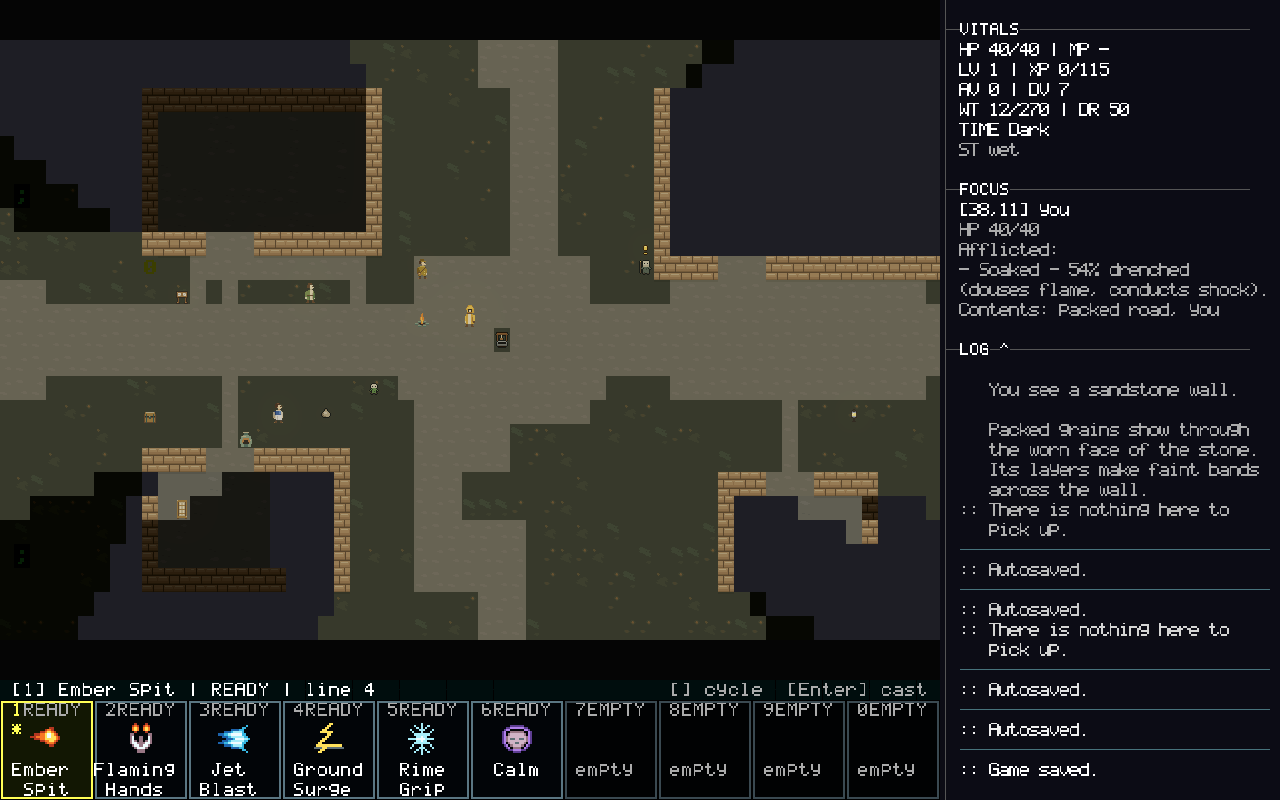 VITALS
HP 40/40 | MP -
LV 1 | XP 0/115
AV 0 | DV 7
WT 12/270 | DR 50
TIME Dark
ST wet
FOCUS
[38,11] You
HP 40/40
Afflicted:
- Soaked - 54% drenched
(douses flame, conducts shock).
Contents: Packed road, You
LOG ^
You see a sandstone wall.
Packed grains show through
the worn face of the stone.
Its layers make faint bands
across the wall.
:: There is nothing here to
Pick up.
:: Autosaved.
:: Autosaved.
:: There is nothing here to
Pick up.
:: Autosaved.
:: Autosaved.
:: Game saved.
[1] Ember Spit | READY | line 4
[] cycle [Enter] cast
1READY 2READY 3READY 4READY 5READY 6READY 7EMPTY 8EMPTY 9EMPTY 0EMPTY
*
Ember Flaming Jet Ground Rime Calm empty empty empty empty
Spit Hands Blast Surge Grip